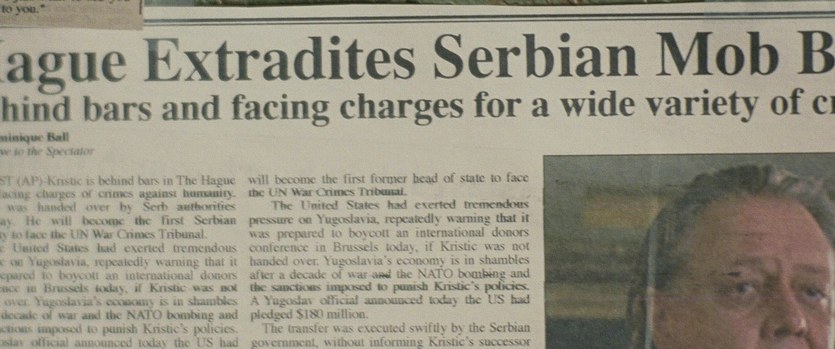 to you."
ague Extradites Serbian Mob B
hind bars and facing charges for a wide variety of cr
minique Ball
ve to the Spectator
ST (AP)-Kristic is behind bars in The Hague
acing charges of crimes against humanity.
was handed over by Serb authorities
ay. He will become the first Serbian
ty to face the UN War Crimes Tribunal.
e United States had exerted tremendous
e on Yugoslavia, repeatedly warning that it
epared to boycott an international donors
nce in Brussels today, if Kristic was not
over. Yugoslavia's economy is in shambles
decade of war and the NATO bombing and
ctions imposed to punish Kristic's policies.
oslav official announced today the US had
will become the first former head of state to face
the UN War Crimes Tribunal.
The United States had exerted tremendous
pressure on Yugoslavia, repeatedly warning that it
was prepared to boycott an international donors
conference in Brussels today, if Kristic was not
handed over. Yugoslavia's economy is in shambles
after a decade of war and the NATO bombing and
the sanctions imposed to punish Kristic's policies.
A Yugoslav official announced today the US had
pledged $180 million.
The transfer was executed swiftly by the Serbian
government, without informing Kristic's successor